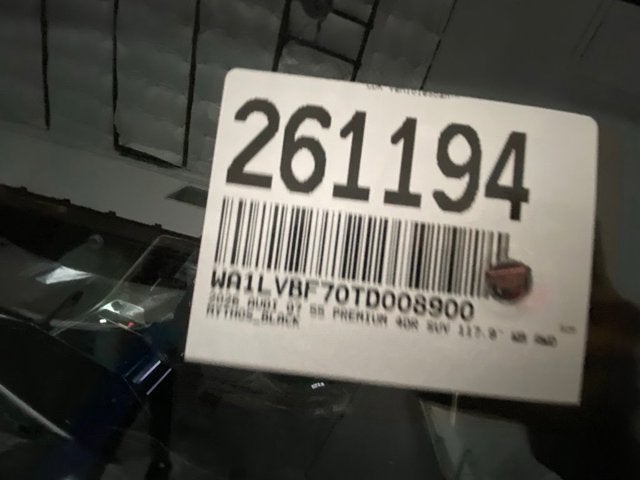 261194
WA1LVBF70TD008900
2026 AUDI Q7 55 PREMIUM 4DR SUV 117.9" WB AWD
MYTHOS_BLACK